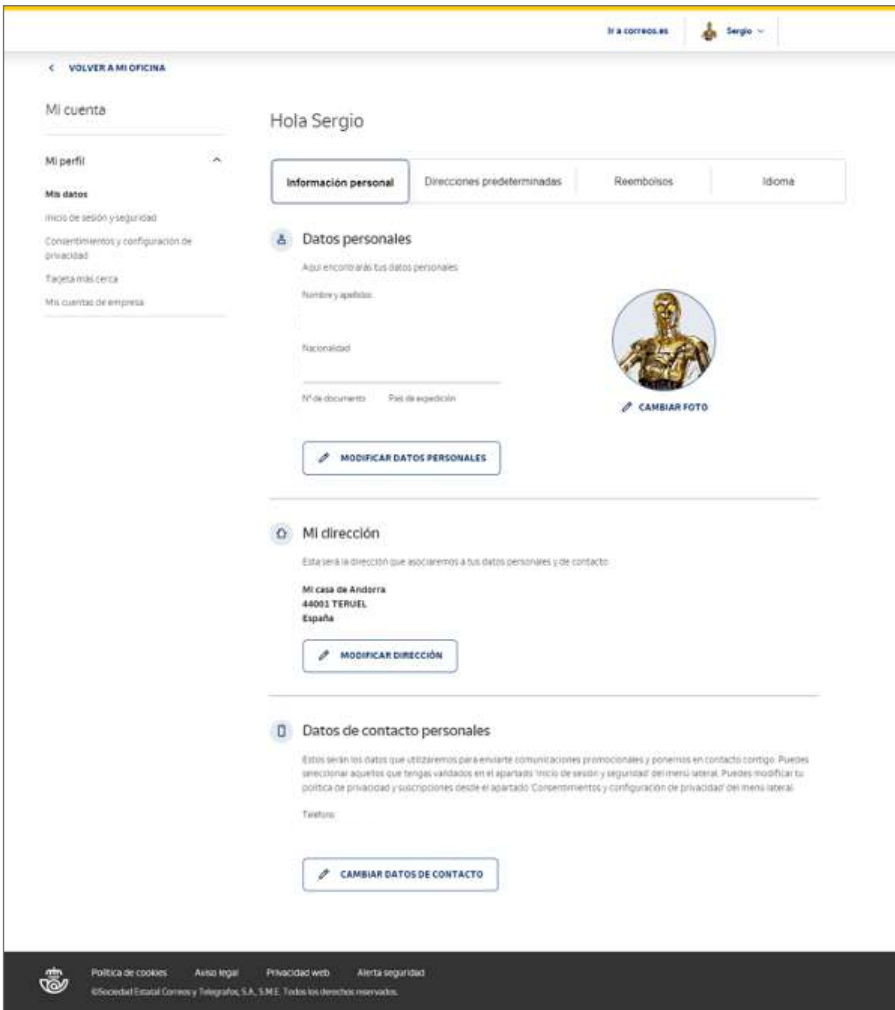 Ir a correos.es
Sergio
VOLVER A MI OFICINA
Mi cuenta
Mi perfil
Mis datos
Inicio de sesión y seguridad
Consentimientos y configuración de
privacidad
Tarjeta más cerca
Mis cuentas de empresa
Hola Sergio
Información personal
Direcciones predeterminadas
Reembolsos
Idioma
Datos personales
Aquí encontrarás tus datos personales
Nombre y apellidos
Nacionalidad
Nº de documento
País de expedición
CAMBIAR FOTO
MODIFICAR DATOS PERSONALES
Mi dirección
Esta será la dirección que asociaremos a tus datos personales y de contacto
Mi casa de Andorra
44001 TERUEL
España
MODIFICAR DIRECCIÓN
Datos de contacto personales
Estos serán los datos que utilizaremos para enviarte comunicaciones promocionales y ponernos en contacto contigo. Puedes
seleccionar aquellos que tengas validados en el apartado 'Inicio de sesión y seguridad' del menú lateral. Puedes modificar tu
política de privacidad y suscripciones desde el apartado 'Consentimientos y configuración de privacidad' del menú lateral.
Teléfono
CAMBIAR DATOS DE CONTACTO
Política de cookies
Aviso legal
Privacidad web
Alerta seguridad
©Sociedad Estatal Correos y Telégrafos, S.A., S.M.E. Todos los derechos reservados.